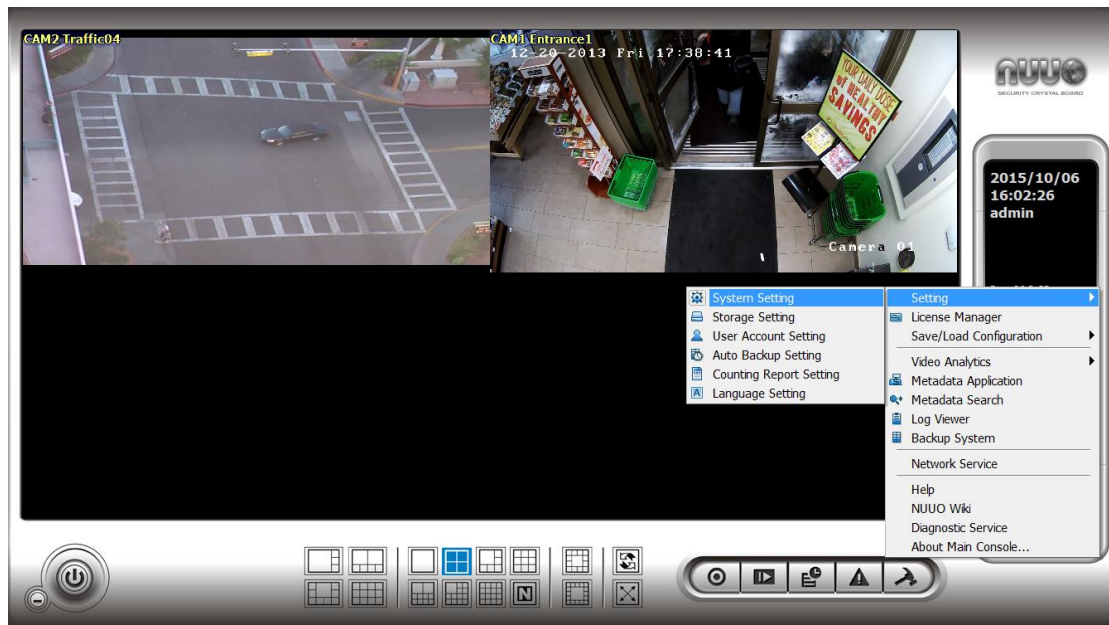 CAM2 Traffic04
CAM1 Entrance1
12-20-2013 Fri 17:38:41
YOUR DAILY DOSE
OF HEALTHY
SAVINGS
Camera 01
NUUO
SECURITY CRYSTAL BOARD
2015/10/06
16:02:26
admin
System Setting
Storage Setting
User Account Setting
Auto Backup Setting
Counting Report Setting
Language Setting
Setting
License Manager
Save/Load Configuration
Video Analytics
Metadata Application
Metadata Search
Log Viewer
Backup System
Network Service
Help
NUUO Wiki
Diagnostic Service
About Main Console...
N